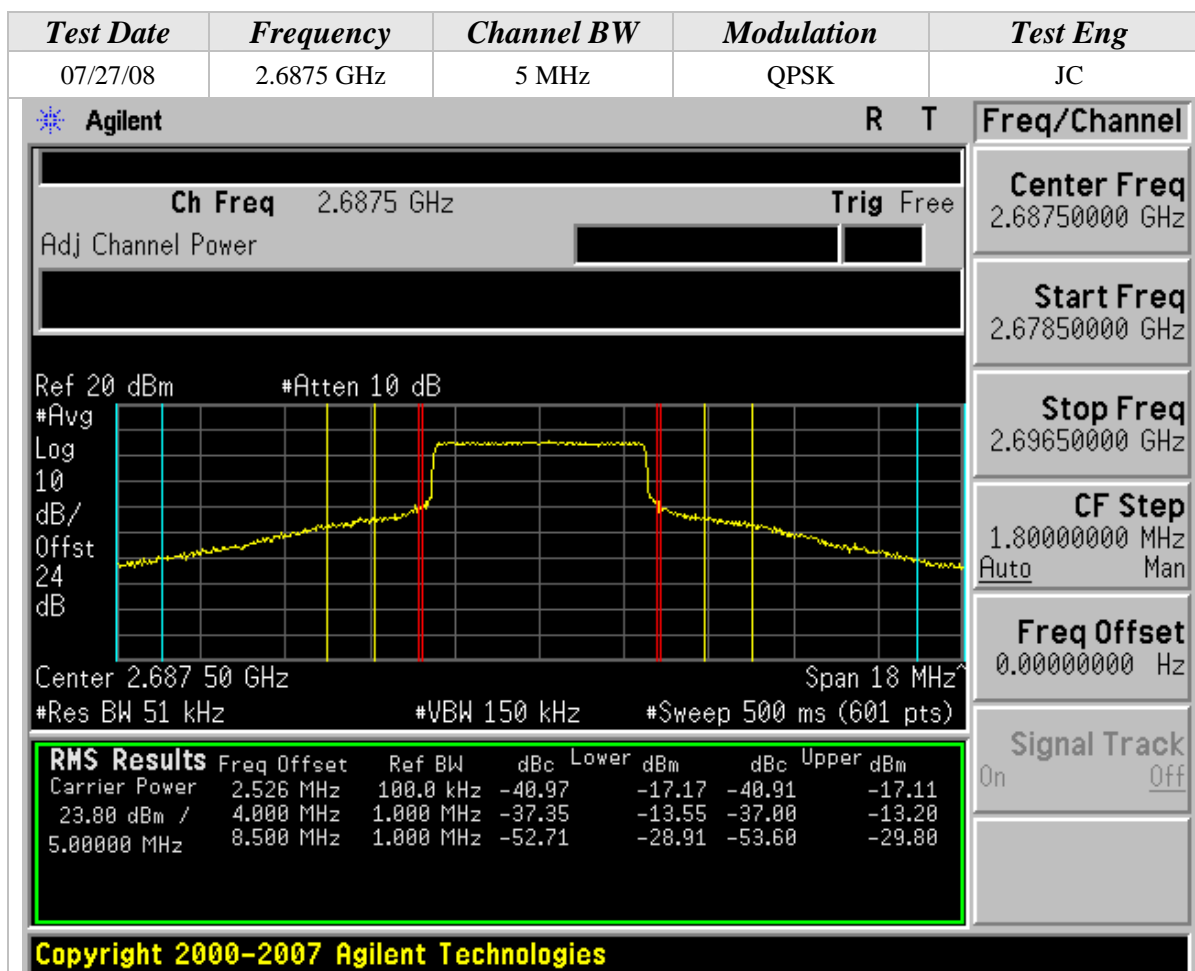 Test Date Frequency Channel BW Modulation Test Eng
07/27/08 2.6875 GHz 5 MHz QPSK JC
Agilent R T Freq/Channel
Ch Freq 2.6875 GHz Trig Free
Adj Channel Power
Center Freq
2.68750000 GHz
Start Freq
2.67850000 GHz
Stop Freq
2.69650000 GHz
CF Step
1.80000000 MHz
Auto Man
Freq Offset
0.00000000 Hz
Signal Track
On Off
Ref 20 dBm #Atten 10 dB
#Avg
Log
10
dB/
Offst
24
dB
Center 2.687 50 GHz Span 18 MHz^
#Res BW 51 kHz #VBW 150 kHz #Sweep 500 ms (601 pts)
RMS Results Freq Offset Ref BW dBc Lower dBm dBc Upper dBm
Carrier Power 2.526 MHz 100.0 kHz -40.97 -17.17 -40.91 -17.11
23.80 dBm / 4.000 MHz 1.000 MHz -37.35 -13.55 -37.00 -13.20
5.00000 MHz 8.500 MHz 1.000 MHz -52.71 -28.91 -53.60 -29.80
Copyright 2000-2007 Agilent Technologies